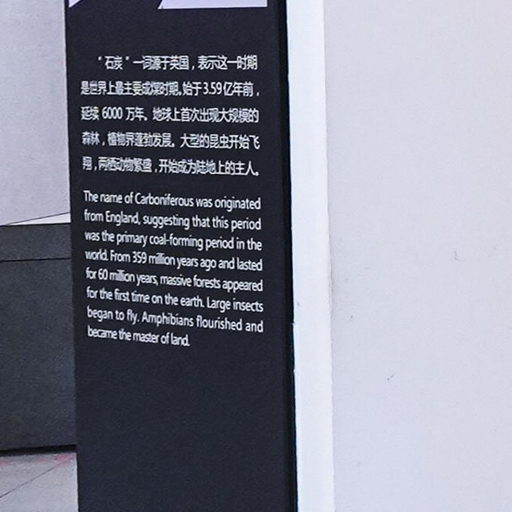 “石炭”一词源于英国，表示这一时期
是世界上最主要成煤时期。始于3.59亿年前，
延续 6000 万年。地球上首次出现大规模的
森林，植物界蓬勃发展。大型的昆虫开始飞
翔，两栖动物繁盛，开始成为陆地上的主人。
The name of Carboniferous was originated
from England, suggesting that this period
was the primary coal-forming period in the
world. From 359 million years ago and lasted
for 60 million years, massive forests appeared
for the first time on the earth. Large insects
began to fly. Amphibians flourished and
became the master of land.